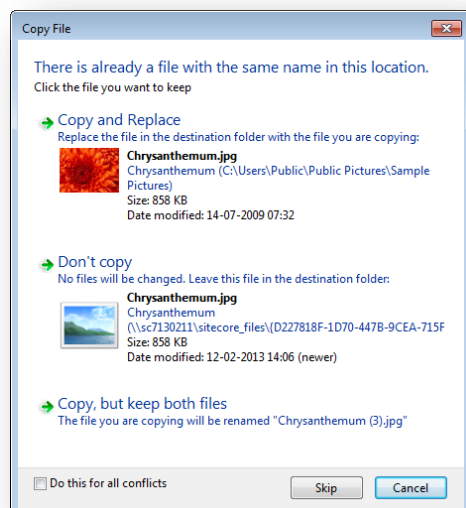 Copy File
There is already a file with the same name in this location.
Click the file you want to keep
Copy and Replace
Replace the file in the destination folder with the file you are copying:
Chrysanthemum.jpg
Chrysanthemum (C:\Users\Public\Public Pictures\Sample
Pictures)
Size: 858 KB
Date modified: 14-07-2009 07:32
Don't copy
No files will be changed. Leave this file in the destination folder:
Chrysanthemum.jpg
Chrysanthemum
(\\sc7130211\sitecore_files\{D227818F-1D70-447B-9CEA-715F
Size: 858 KB
Date modified: 12-02-2013 14:06 (newer)
Copy, but keep both files
The file you are copying will be renamed "Chrysanthemum (3).jpg"
Do this for all conflicts
Skip
Cancel